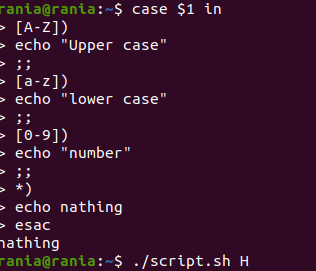 rania@rania:~$ case $1 in
> [A-Z])
> echo "Upper case"
> ;;
> [a-z])
> echo "lower case"
> ;;
> [0-9])
> echo "number"
> ;;
> *)
> echo nathing
> esac
nathing
rania@rania:~$ ./script.sh H